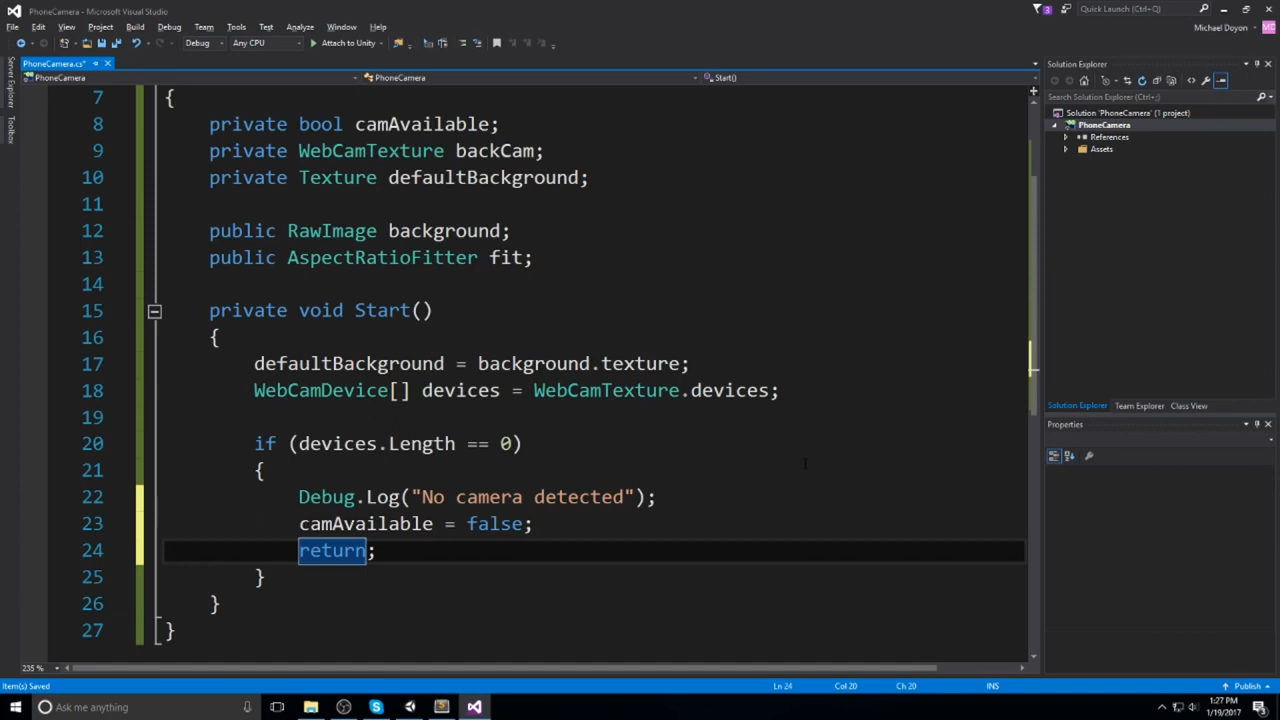 PhoneCamera - Microsoft Visual Studio
3
Quick Launch (Ctrl+Q)
File Edit View Project Build Debug Team Tools Test Analyze Window Help
Michael Doyon
Debug Any CPU Attach to Unity
Server Explorer
Toolbox
PhoneCamera.cs*
PhoneCamera PhoneCamera Start()
7 {
8 private bool camAvailable;
9 private WebCamTexture backCam;
10 private Texture defaultBackground;
11
12 public RawImage background;
13 public AspectRatioFitter fit;
14
15 private void Start()
16 {
17 defaultBackground = background.texture;
18 WebCamDevice[] devices = WebCamTexture.devices;
19
20 if (devices.Length == 0)
21 {
22 Debug.Log("No camera detected");
23 camAvailable = false;
24 return;
25 }
26 }
27 }
235 %
Solution Explorer
Search Solution Explorer (Ctrl+;)
Solution 'PhoneCamera' (1 project)
PhoneCamera
References
Assets
Solution Explorer Team Explorer Class View
Properties
Item(s) Saved Ln 24 Col 20 Ch 20 INS Publish
Ask me anything
1:27 PM
1/19/2017